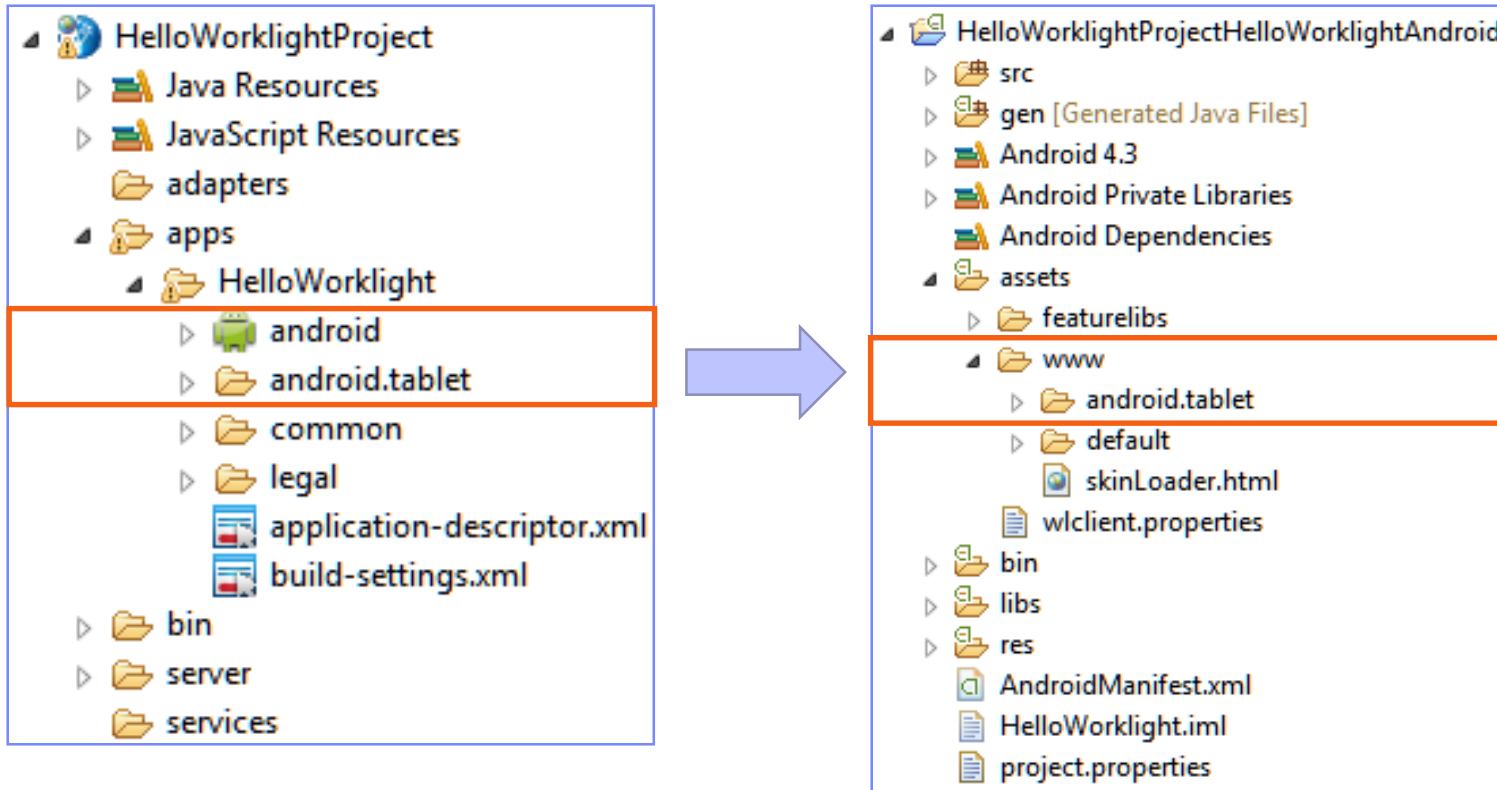 HelloWorklightProject
Java Resources
JavaScript Resources
adapters
apps
HelloWorklight
android
android.tablet
common
legal
application-descriptor.xml
build-settings.xml
bin
server
services
HelloWorklightProjectHelloWorklightAndroid
src
gen [Generated Java Files]
Android 4.3
Android Private Libraries
Android Dependencies
assets
featurelibs
www
android.tablet
default
skinLoader.html
wlclient.properties
bin
libs
res
AndroidManifest.xml
HelloWorklight.iml
project.properties